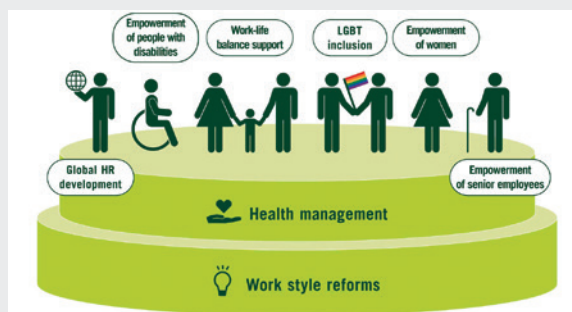 Empowerment
of people with
disabilities
Work-life
balance support
LGBT
inclusion
Empowerment
of women
Global HR
development
Empowerment
of senior employees
Health management
Work style reforms